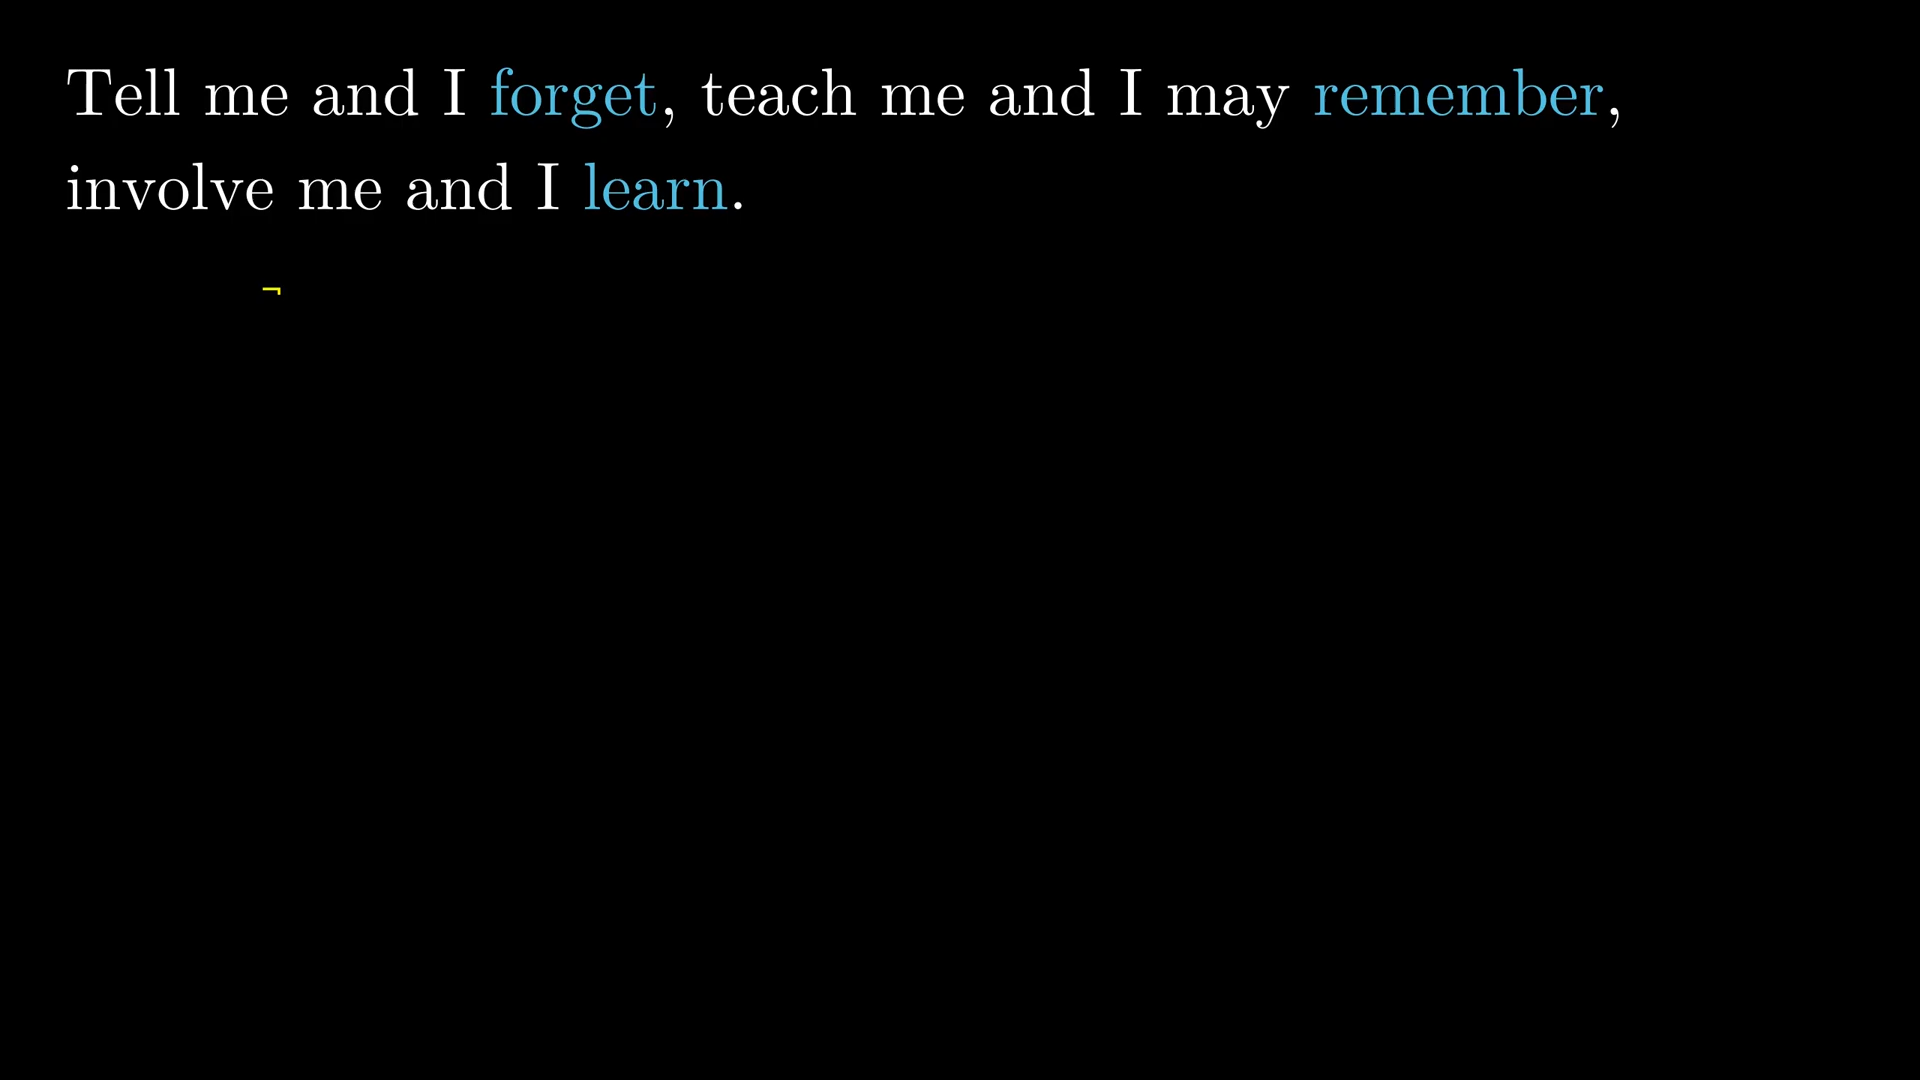 Tell me and I forget, teach me and I may remember,
involve me and I learn.
¬